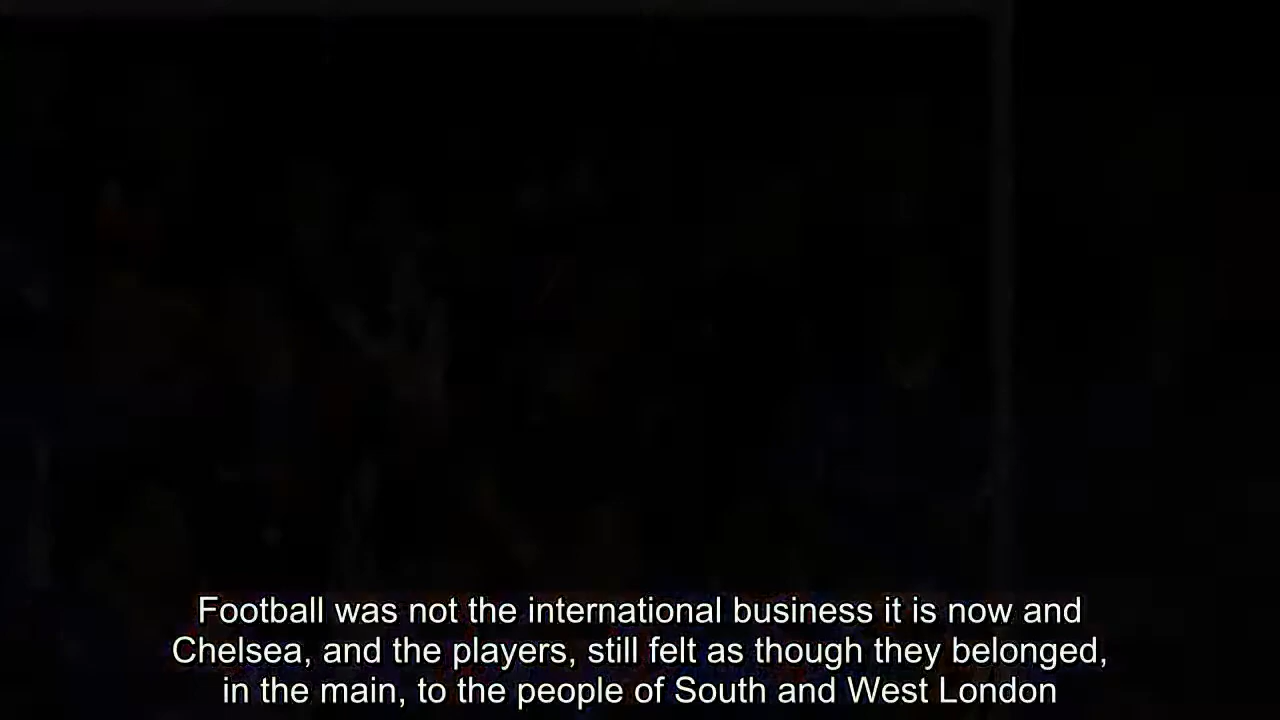 Football was not the international business it is now and
Chelsea, and the players, still felt as though they belonged,
in the main, to the people of South and West London